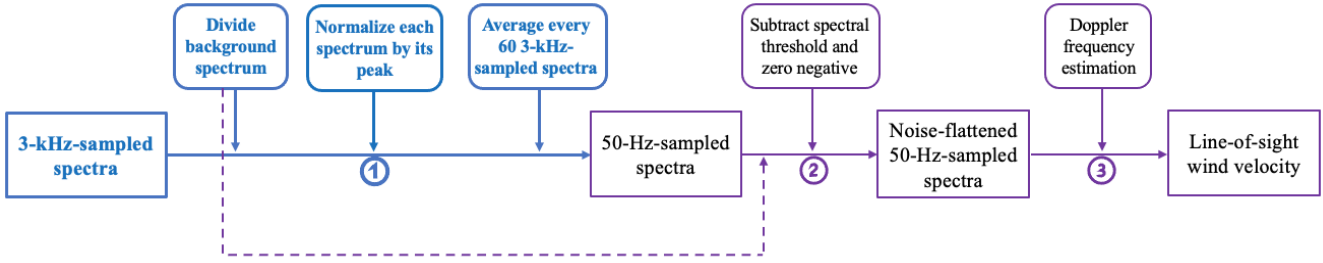 Divide
background
spectrum
Normalize each
spectrum by its
peak
Average every
60 3-kHz-
sampled spectra
Subtract spectral
threshold and
zero negative
Doppler
frequency
estimation
3-kHz-sampled
spectra
1
50-Hz-sampled
spectra
2
Noise-flattened
50-Hz-sampled
spectra
3
Line-of-sight
wind velocity